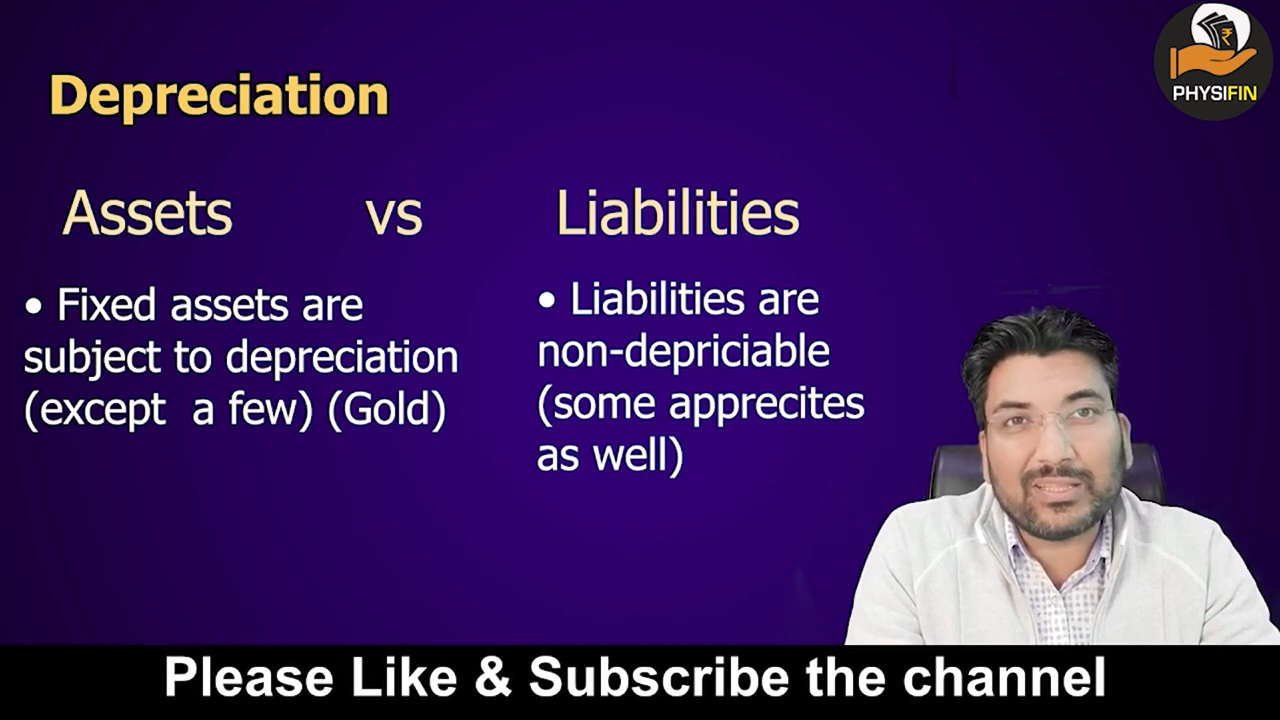 Depreciation
Assets vs Liabilities
• Fixed assets are
subject to depreciation
(except a few) (Gold)
• Liabilities are
non-depriciable
(some apprecites
as well)
₹
PHYSIFIN
Please Like & Subscribe the channel